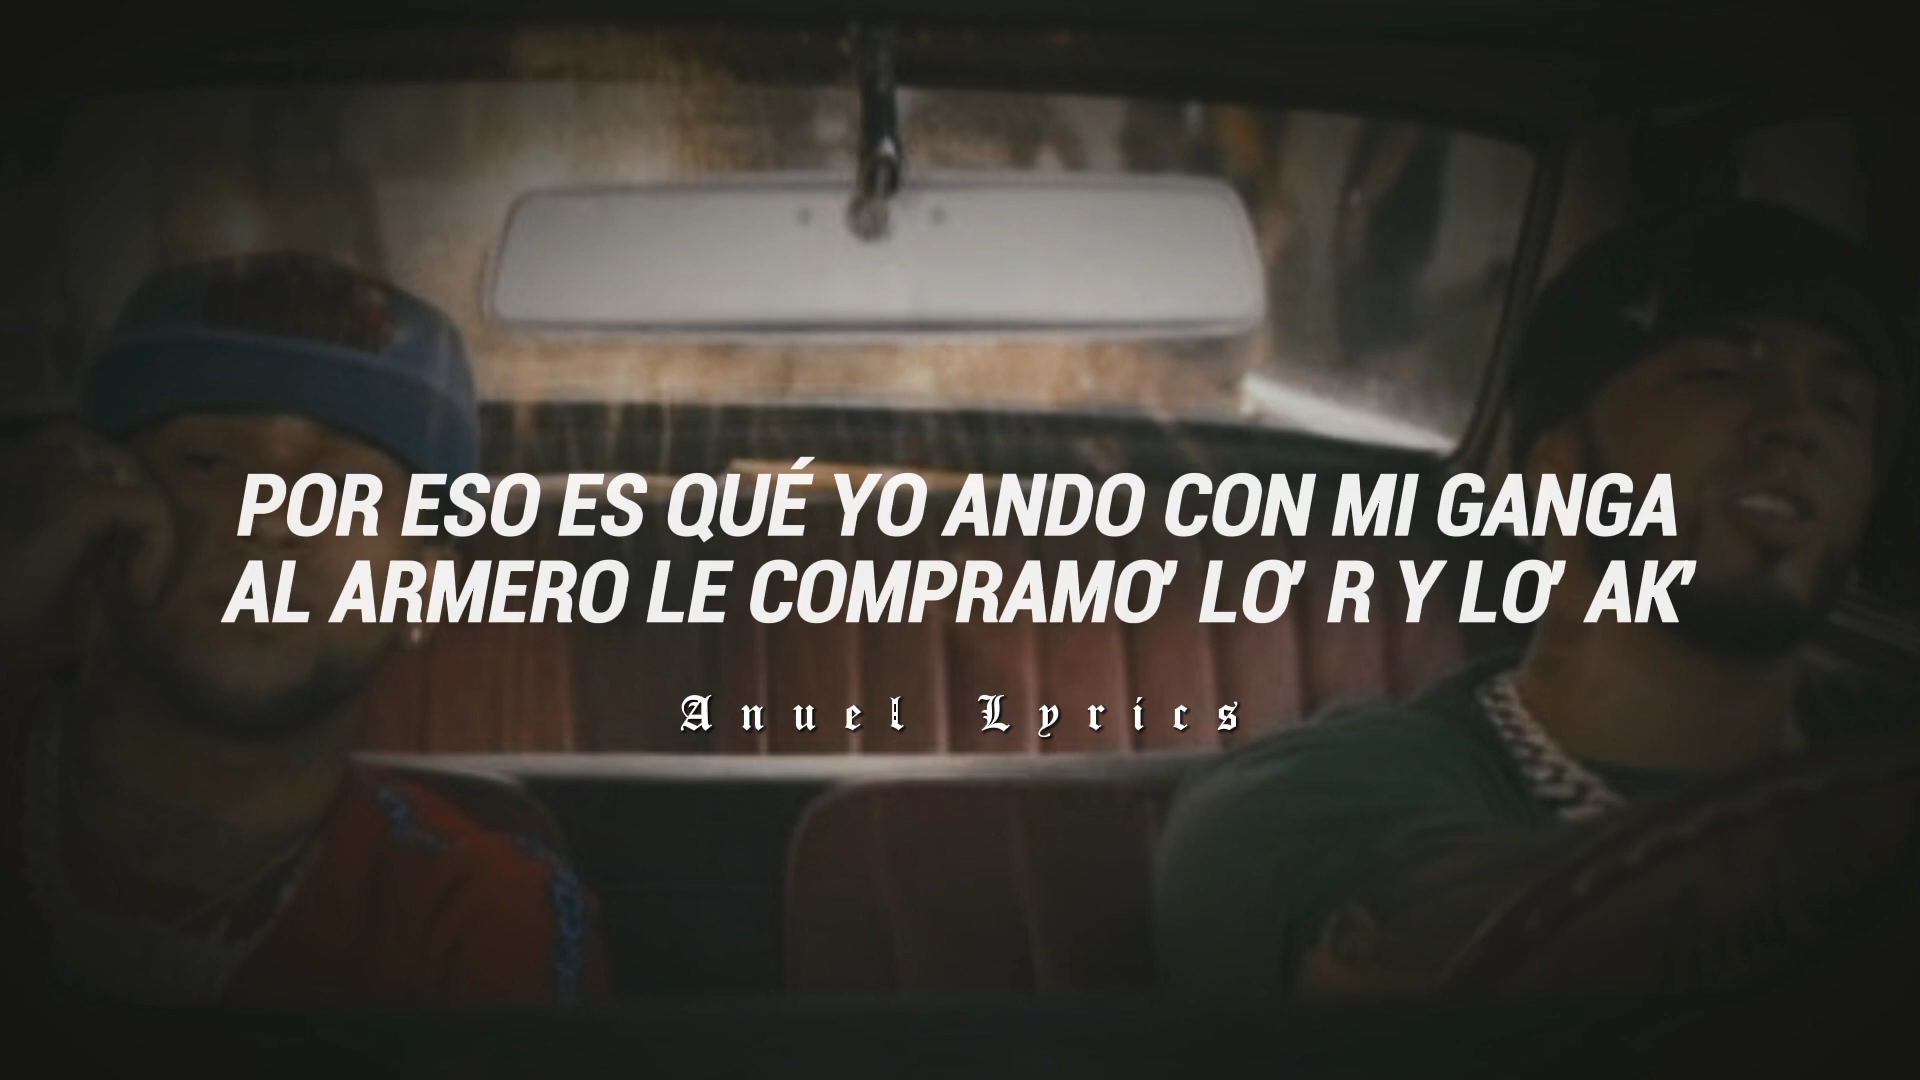 POR ESO ES QUÉ YO ANDO CON MI GANGA
AL ARMERO LE COMPRAMO' LO' R Y LO' AK'
Anuel Lyrics